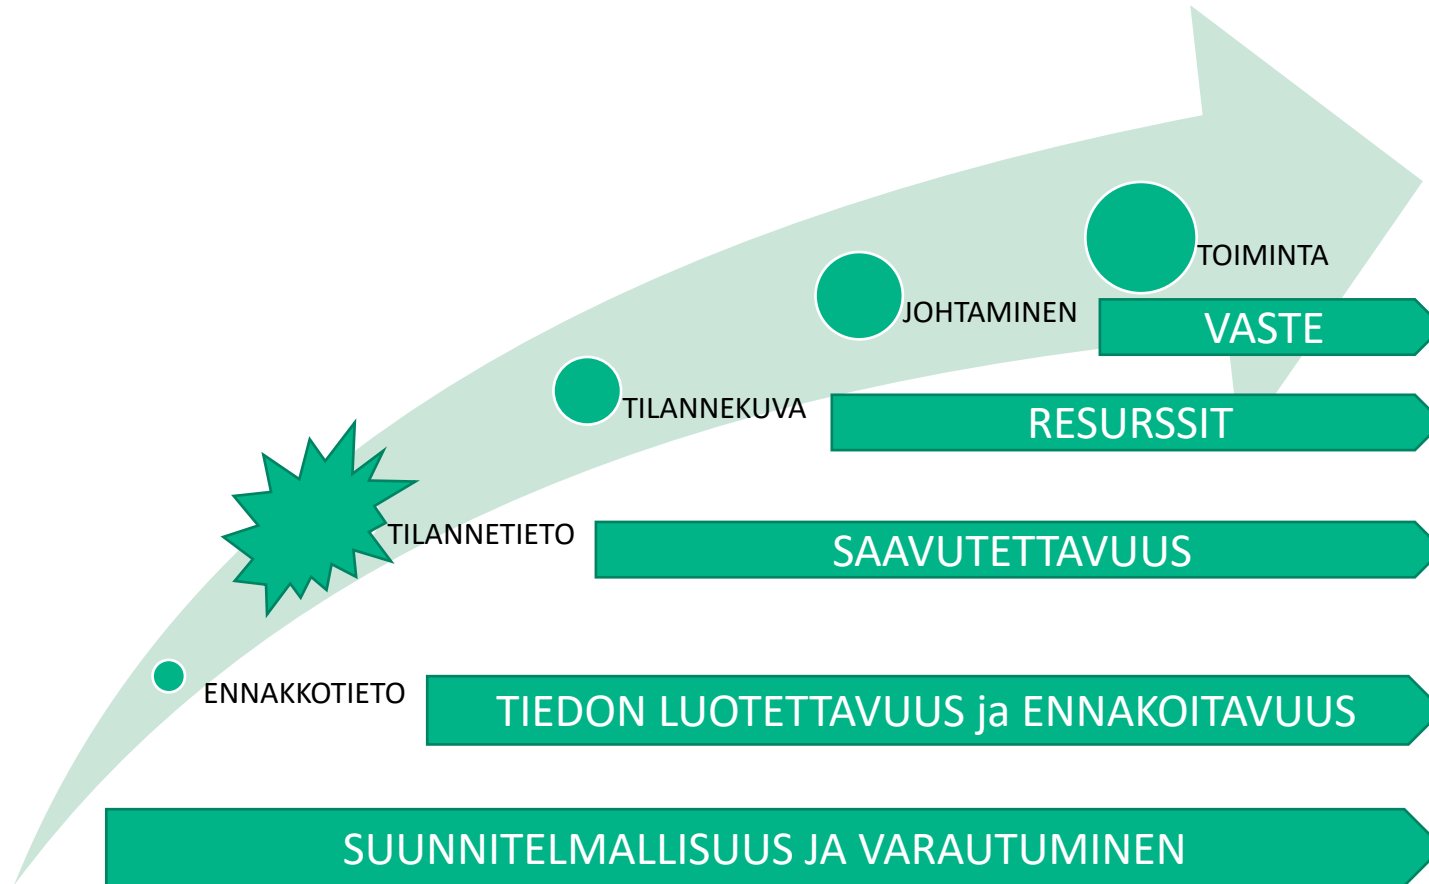 TOIMINTA
JOHTAMINEN
VASTE
TILANNEKUVA
RESURSSIT
TILANNETIETO
SAAVUTETTAVUUS
ENNAKKOTIETO
TIEDON LUOTETTAVUUS ja ENNAKOITAVUUS
SUUNNITELMALLISUUS JA VARAUTUMINEN